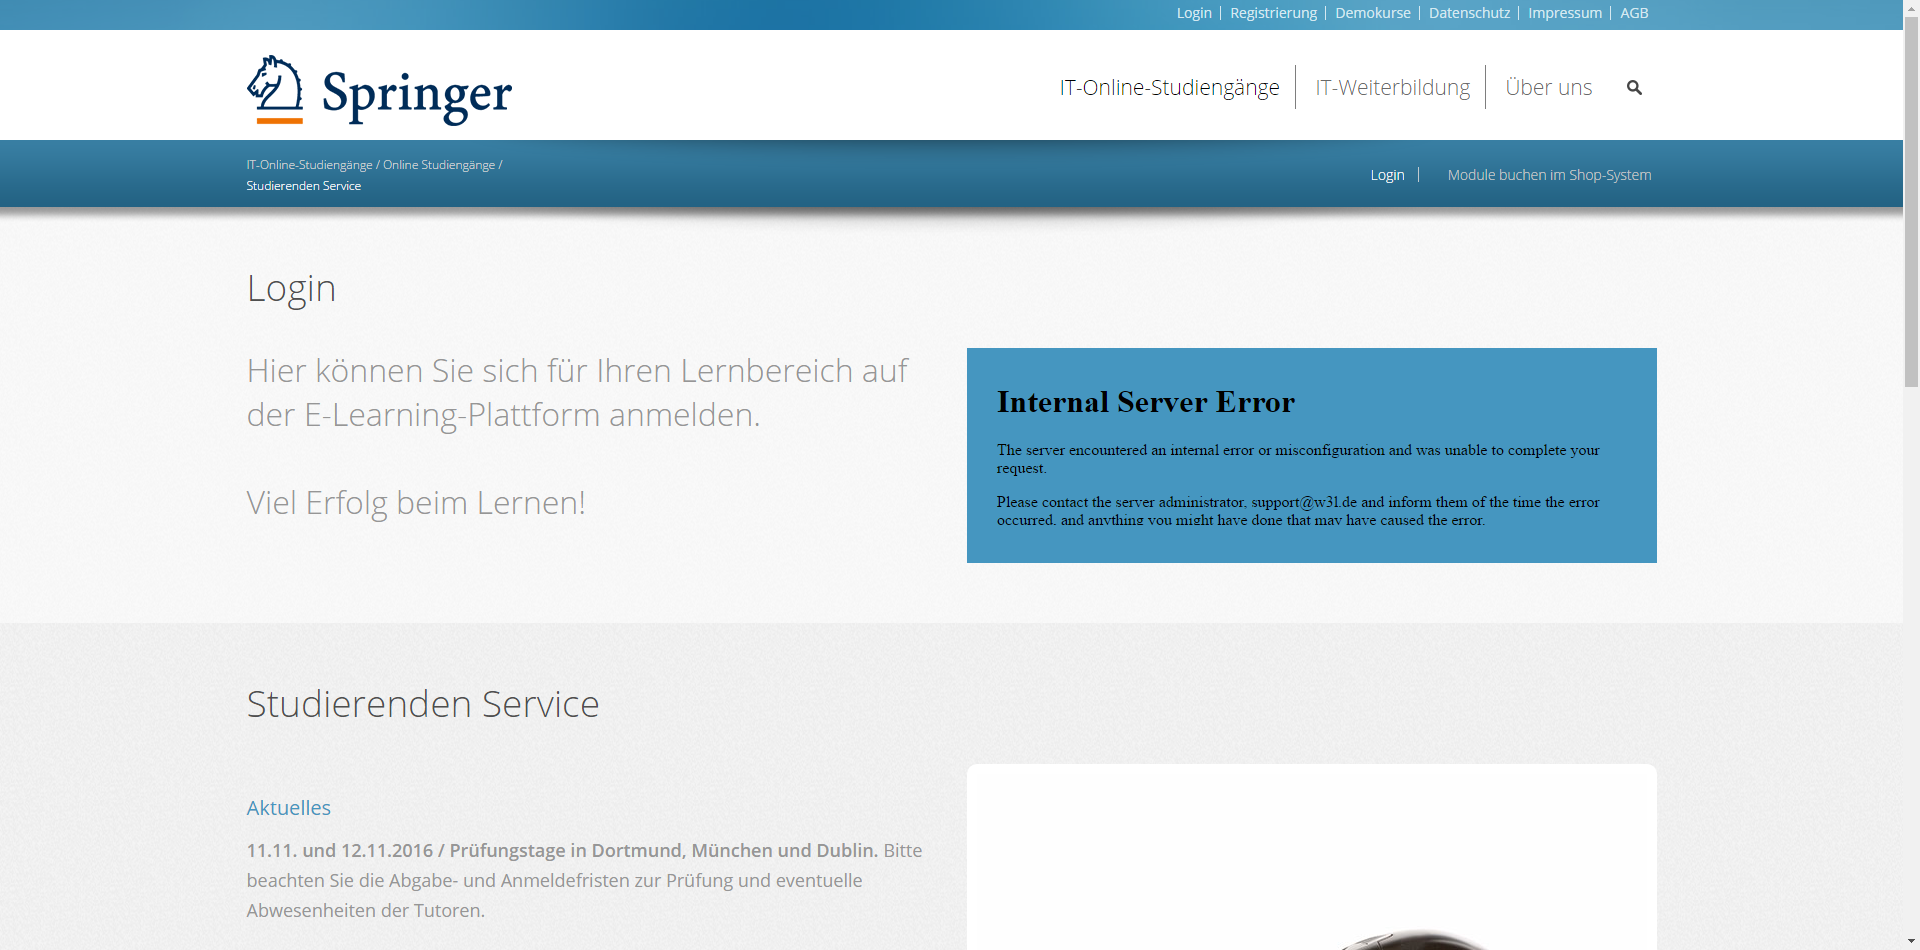 Login | Registrierung | Demokurse | Datenschutz | Impressum | AGB
Springer
IT-Online-Studiengänge | IT-Weiterbildung | Über uns
IT-Online-Studiengänge / Online Studiengänge /
Studierenden Service
Login | Module buchen im Shop-System
Login
Hier können Sie sich für Ihren Lernbereich auf
der E-Learning-Plattform anmelden.
Viel Erfolg beim Lernen!
Internal Server Error
The server encountered an internal error or misconfiguration and was unable to complete your
request.
Please contact the server administrator, support@w3l.de and inform them of the time the error
occurred, and anything you might have done that may have caused the error.
Studierenden Service
Aktuelles
11.11. und 12.11.2016 / Prüfungstage in Dortmund, München und Dublin. Bitte
beachten Sie die Abgabe- und Anmeldefristen zur Prüfung und eventuelle
Abwesenheiten der Tutoren.